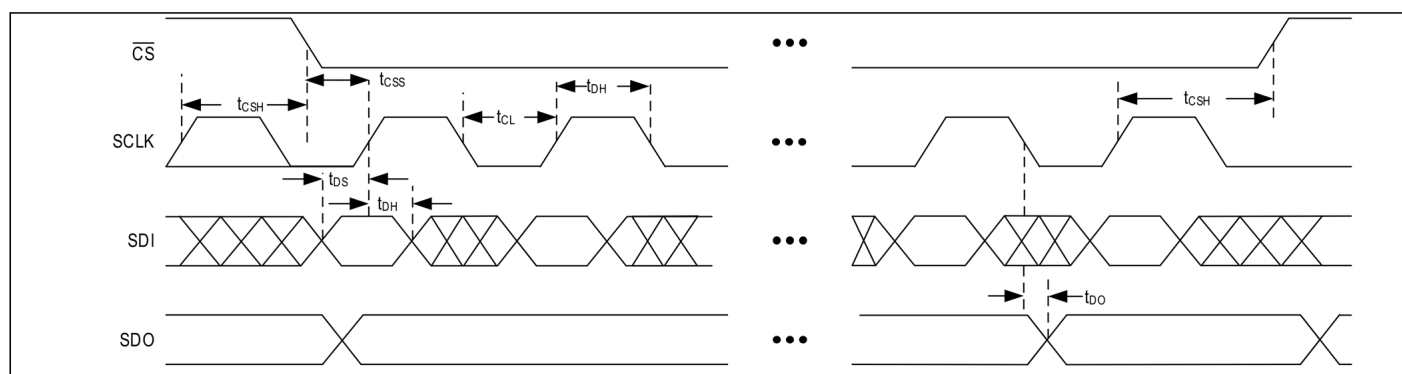 CS
•••
tCSS
tCSH
tDH
tCSH
tCL
SCLK
•••
tDS
tDH
SDI
•••
tDO
SDO
•••